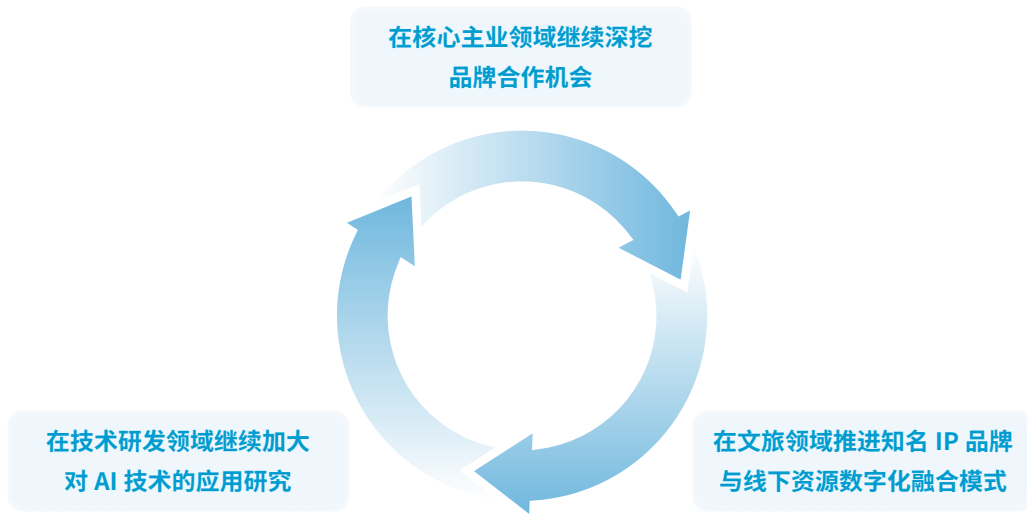 在核心主业领域继续深挖
品牌合作机会
在技术研发领域继续加大
对 AI 技术的应用研究
在文旅领域推进知名 IP 品牌
与线下资源数字化融合模式